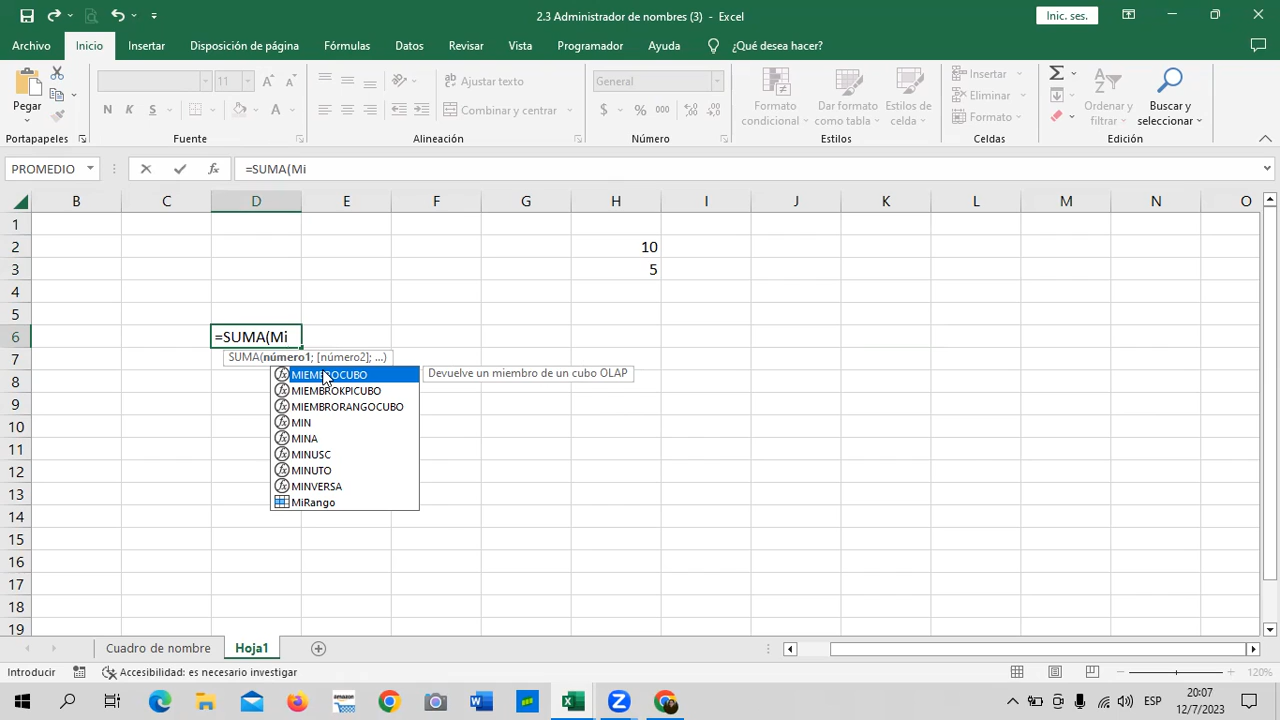 2.3 Administrador de nombres (3) - Excel
Inic. ses.
Archivo Inicio Insertar Disposición de página Fórmulas Datos Revisar Vista Programador Ayuda ¿Qué desea hacer?
Pegar
11
N K S
A
Ajustar texto
Combinar y centrar
General
$ % 000
Formato condicional
Dar formato como tabla
Estilos de celda
Insertar
Eliminar
Formato
Ordenar y filtrar
Buscar y seleccionar
Portapapeles Fuente Alineación Número Estilos Celdas Edición
PROMEDIO fx =SUMA(Mi
B C D E F G H I J K L M N O
1
2 10
3 5
4
5
6 =SUMA(Mi
7 SUMA(número1; [número2]; ...)
8 MIEMBROCUBO Devuelve un miembro de un cubo OLAP
MIEMBROKPICUBO
9 MIEMBRORANGOCUBO
10 MIN
MINA
11 MINUSC
12 MINUTO
13 MINVERSA
MiRango
14
15
16
17
18
19
Cuadro de nombre Hoja1
Introducir Accesibilidad: es necesario investigar 120%
amazon
ESP
20:07
12/7/2023